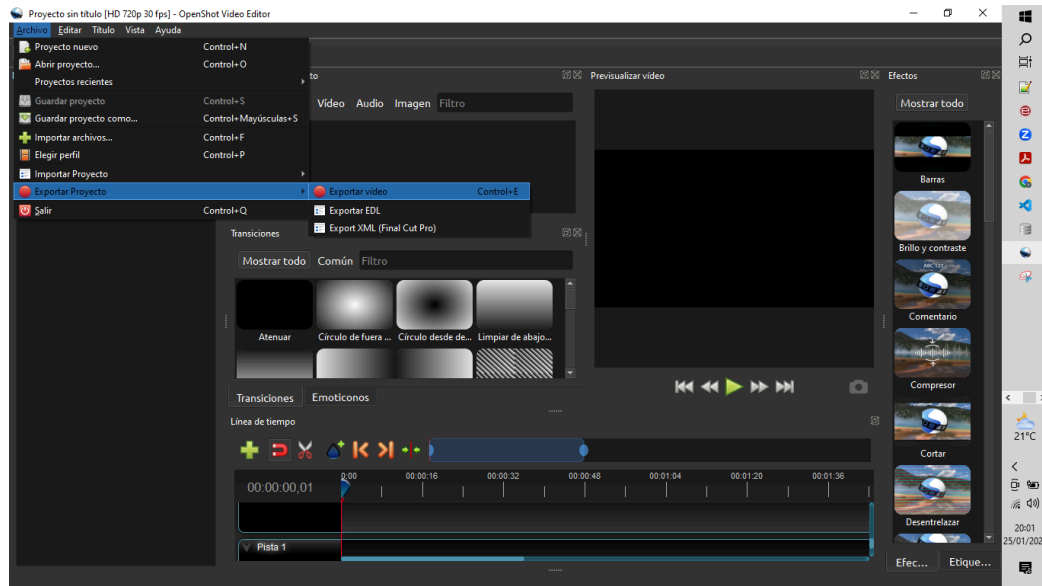 Proyecto sin título [HD 720p 30 fps] - OpenShot Video Editor
Archivo Editar Título Vista Ayuda
Proyecto nuevo Control+N
Abrir proyecto... Control+O
Proyectos recientes
Guardar proyecto Control+S
Guardar proyecto como... Control+Mayúsculas+S
Importar archivos... Control+F
Elegir perfil Control+P
Importar Proyecto
Exportar Proyecto
Salir Control+Q
Exportar vídeo Control+E
Exportar EDL
Export XML (Final Cut Pro)
to
Vídeo Audio Imagen Filtro
Transiciones
Mostrar todo Común Filtro
Atenuar Círculo de fuera ... Círculo desde de... Limpiar de abajo...
Transiciones Emoticonos
Previsualizar vídeo
Efectos
Mostrar todo
Barras
Brillo y contraste
ABC 123
Comentario
Compresor
Cortar
Desentrelazar
Efec... Etique...
Línea de tiempo
00:00:00,01
0:00 00:00:16 00:00:32 00:00:48 00:01:04 00:01:20 00:01:36
Pista 1
21°C
20:01
25/01/202